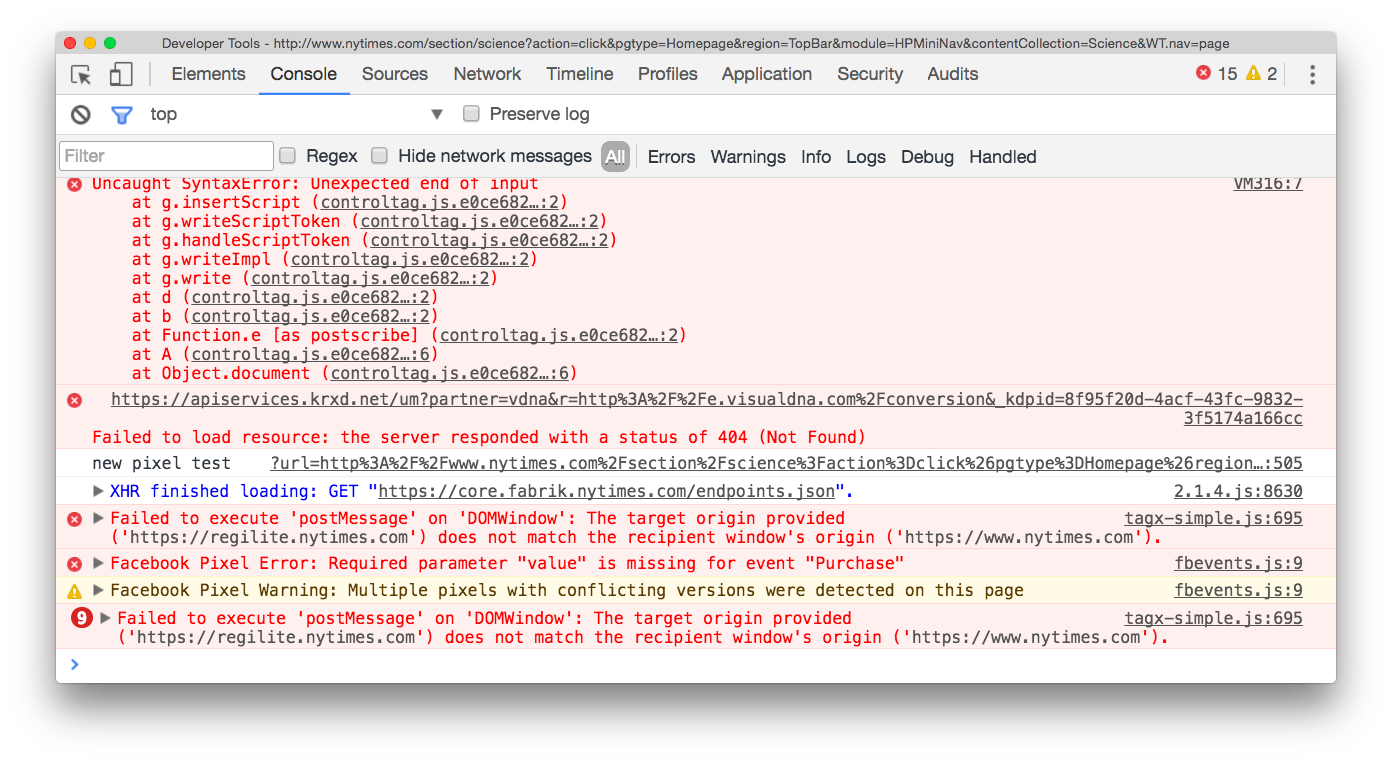 Developer Tools - http://www.nytimes.com/section/science?action=click&pgtype=Homepage&region=TopBar&module=HPMiniNav&contentCollection=Science&WT.nav=page
Elements Console Sources Network Timeline Profiles Application Security Audits 15 2
top Preserve log
Filter Regex Hide network messages All Errors Warnings Info Logs Debug Handled
Uncaught SyntaxError: Unexpected end of input VM316:7
at g.insertScript (controltag.js.e0ce682…:2)
at g.writeScriptToken (controltag.js.e0ce682…:2)
at g.handleScriptToken (controltag.js.e0ce682…:2)
at g.writeImpl (controltag.js.e0ce682…:2)
at g.write (controltag.js.e0ce682…:2)
at d (controltag.js.e0ce682…:2)
at b (controltag.js.e0ce682…:2)
at Function.e [as postscribe] (controltag.js.e0ce682…:2)
at A (controltag.js.e0ce682…:6)
at Object.document (controltag.js.e0ce682…:6)
https://apiservices.krxd.net/um?partner=vdna&r=http%3A%2F%2Fe.visualdna.com%2Fconversion&_kdpid=8f95f20d-4acf-43fc-9832-
3f5174a166cc
Failed to load resource: the server responded with a status of 404 (Not Found)
new pixel test ?url=http%3A%2F%2Fwww.nytimes.com%2Fsection%2Fscience%3Faction%3Dclick%26pgtype%3DHomepage%26region…:505
XHR finished loading: GET "https://core.fabrik.nytimes.com/endpoints.json". 2.1.4.js:8630
Failed to execute 'postMessage' on 'DOMWindow': The target origin provided tagx-simple.js:695
('https://regilite.nytimes.com') does not match the recipient window's origin ('https://www.nytimes.com').
Facebook Pixel Error: Required parameter "value" is missing for event "Purchase" fbevents.js:9
Facebook Pixel Warning: Multiple pixels with conflicting versions were detected on this page fbevents.js:9
9 Failed to execute 'postMessage' on 'DOMWindow': The target origin provided tagx-simple.js:695
('https://regilite.nytimes.com') does not match the recipient window's origin ('https://www.nytimes.com').